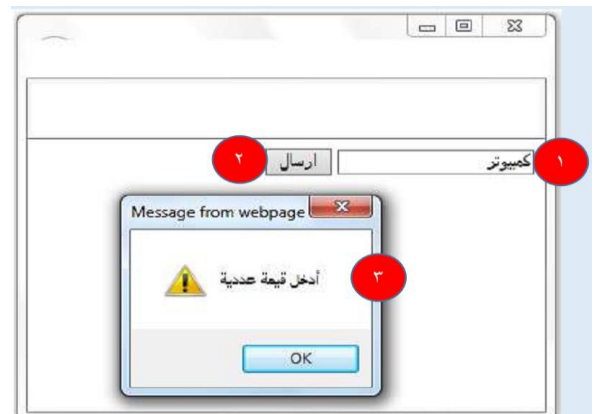 ١ كمبيوتر ارسال ٢
Message from webpage
أدخل قيمة عددية ٣
OK